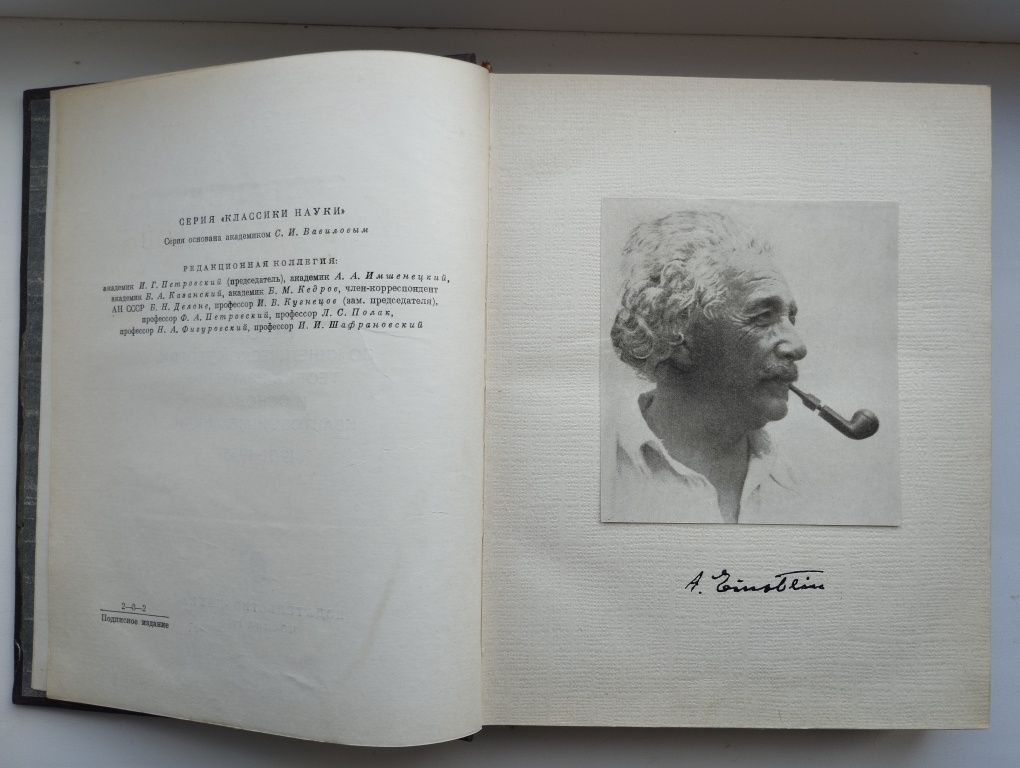 СЕРИЯ «КЛАССИКИ НАУКИ»
Серия основана академиком С. И. Вавиловым
РЕДАКЦИОННАЯ КОЛЛЕГИЯ:
академик И. Г. Петровский (председатель), академик А. А. Имшенецкий,
академик Б. А. Казанский, академик Б. М. Кедров, член-корреспондент
АН СССР Б. Н. Делоне, профессор И. В. Кузнецов (зам. председателя),
профессор Ф. А. Петровский, профессор Л. С. Полак,
профессор Н. А. Фигуровский, профессор И. И. Шафрановский
2—3—2
Подписное издание
A. Einstein